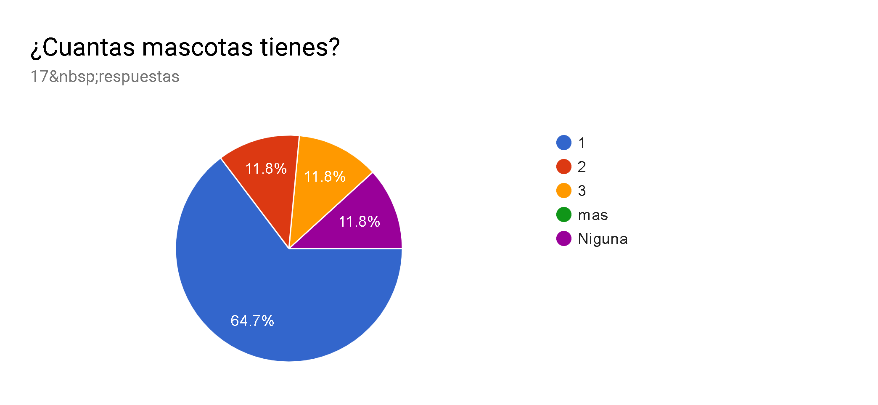 ¿Cuantas mascotas tienes?
17&nbsp;respuestas
11.8%
11.8%
11.8%
64.7%
1
2
3
mas
Niguna